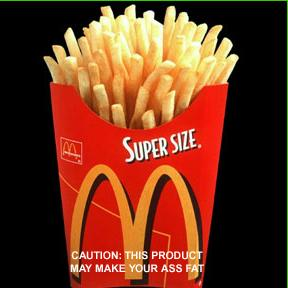 SUPER SIZE®
CAUTION: THIS PRODUCT
MAY MAKE YOUR ASS FAT